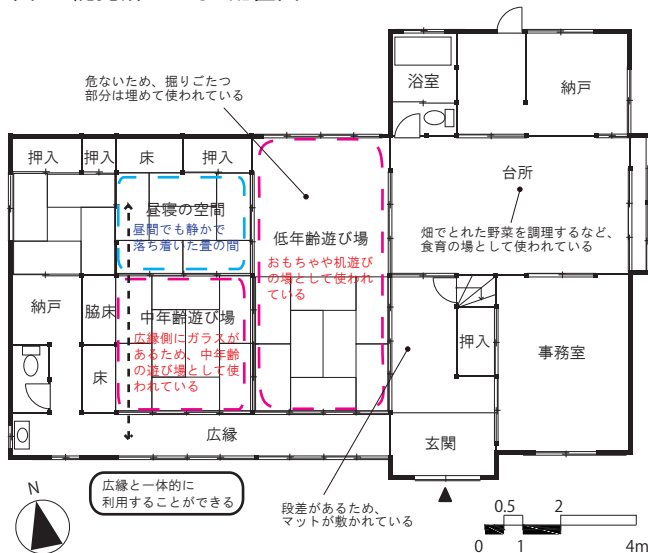 危ないため、掘りごたつ
部分は埋めて使われている
浴室
納戸
押入
押入
床
押入
台所
昼寝の空間
昼間でも静かで
落ち着いた畳の間
低年齢遊び場
おもちゃや机遊び
の場として使われ
ている
畑でとれた野菜を調理するなど、
食育の場として使われている
納戸
脇床
中年齢遊び場
広縁側にガラスが
あるため、中年齢
の遊び場として使
われている
押入
事務室
床
広縁
玄関
広縁と一体的に
利用することができる
段差があるため、
マットが敷かれている
N
0.5
2
0
1
4m